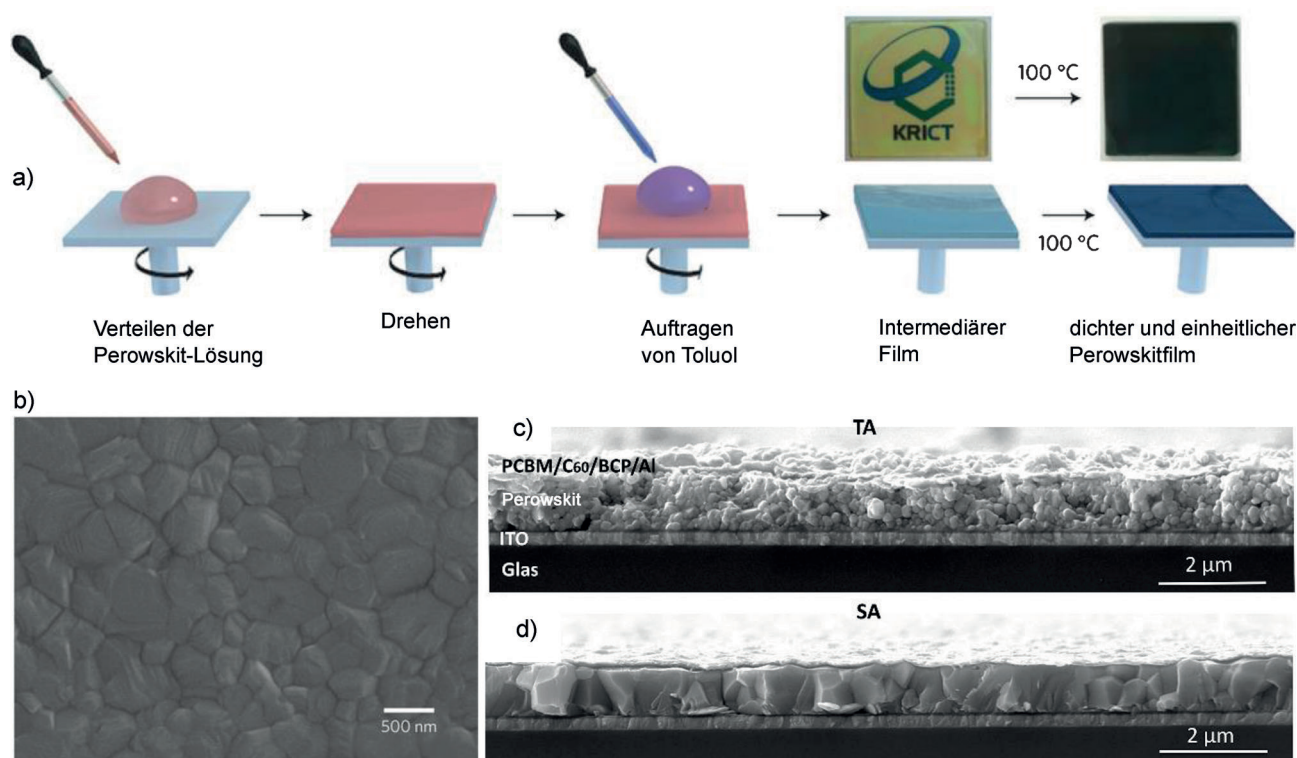 a)
KRICT
100 °C
100 °C
Verteilen der
Perowskit-Lösung
Drehen
Auftragen
von Toluol
Intermediärer
Film
dichter und einheitlicher
Perowskitfilm
b)
500 nm
c)
TA
PCBM/C₆₀/BCP/Al
Perowskit
ITO
Glas
2 µm
d)
SA
2 µm